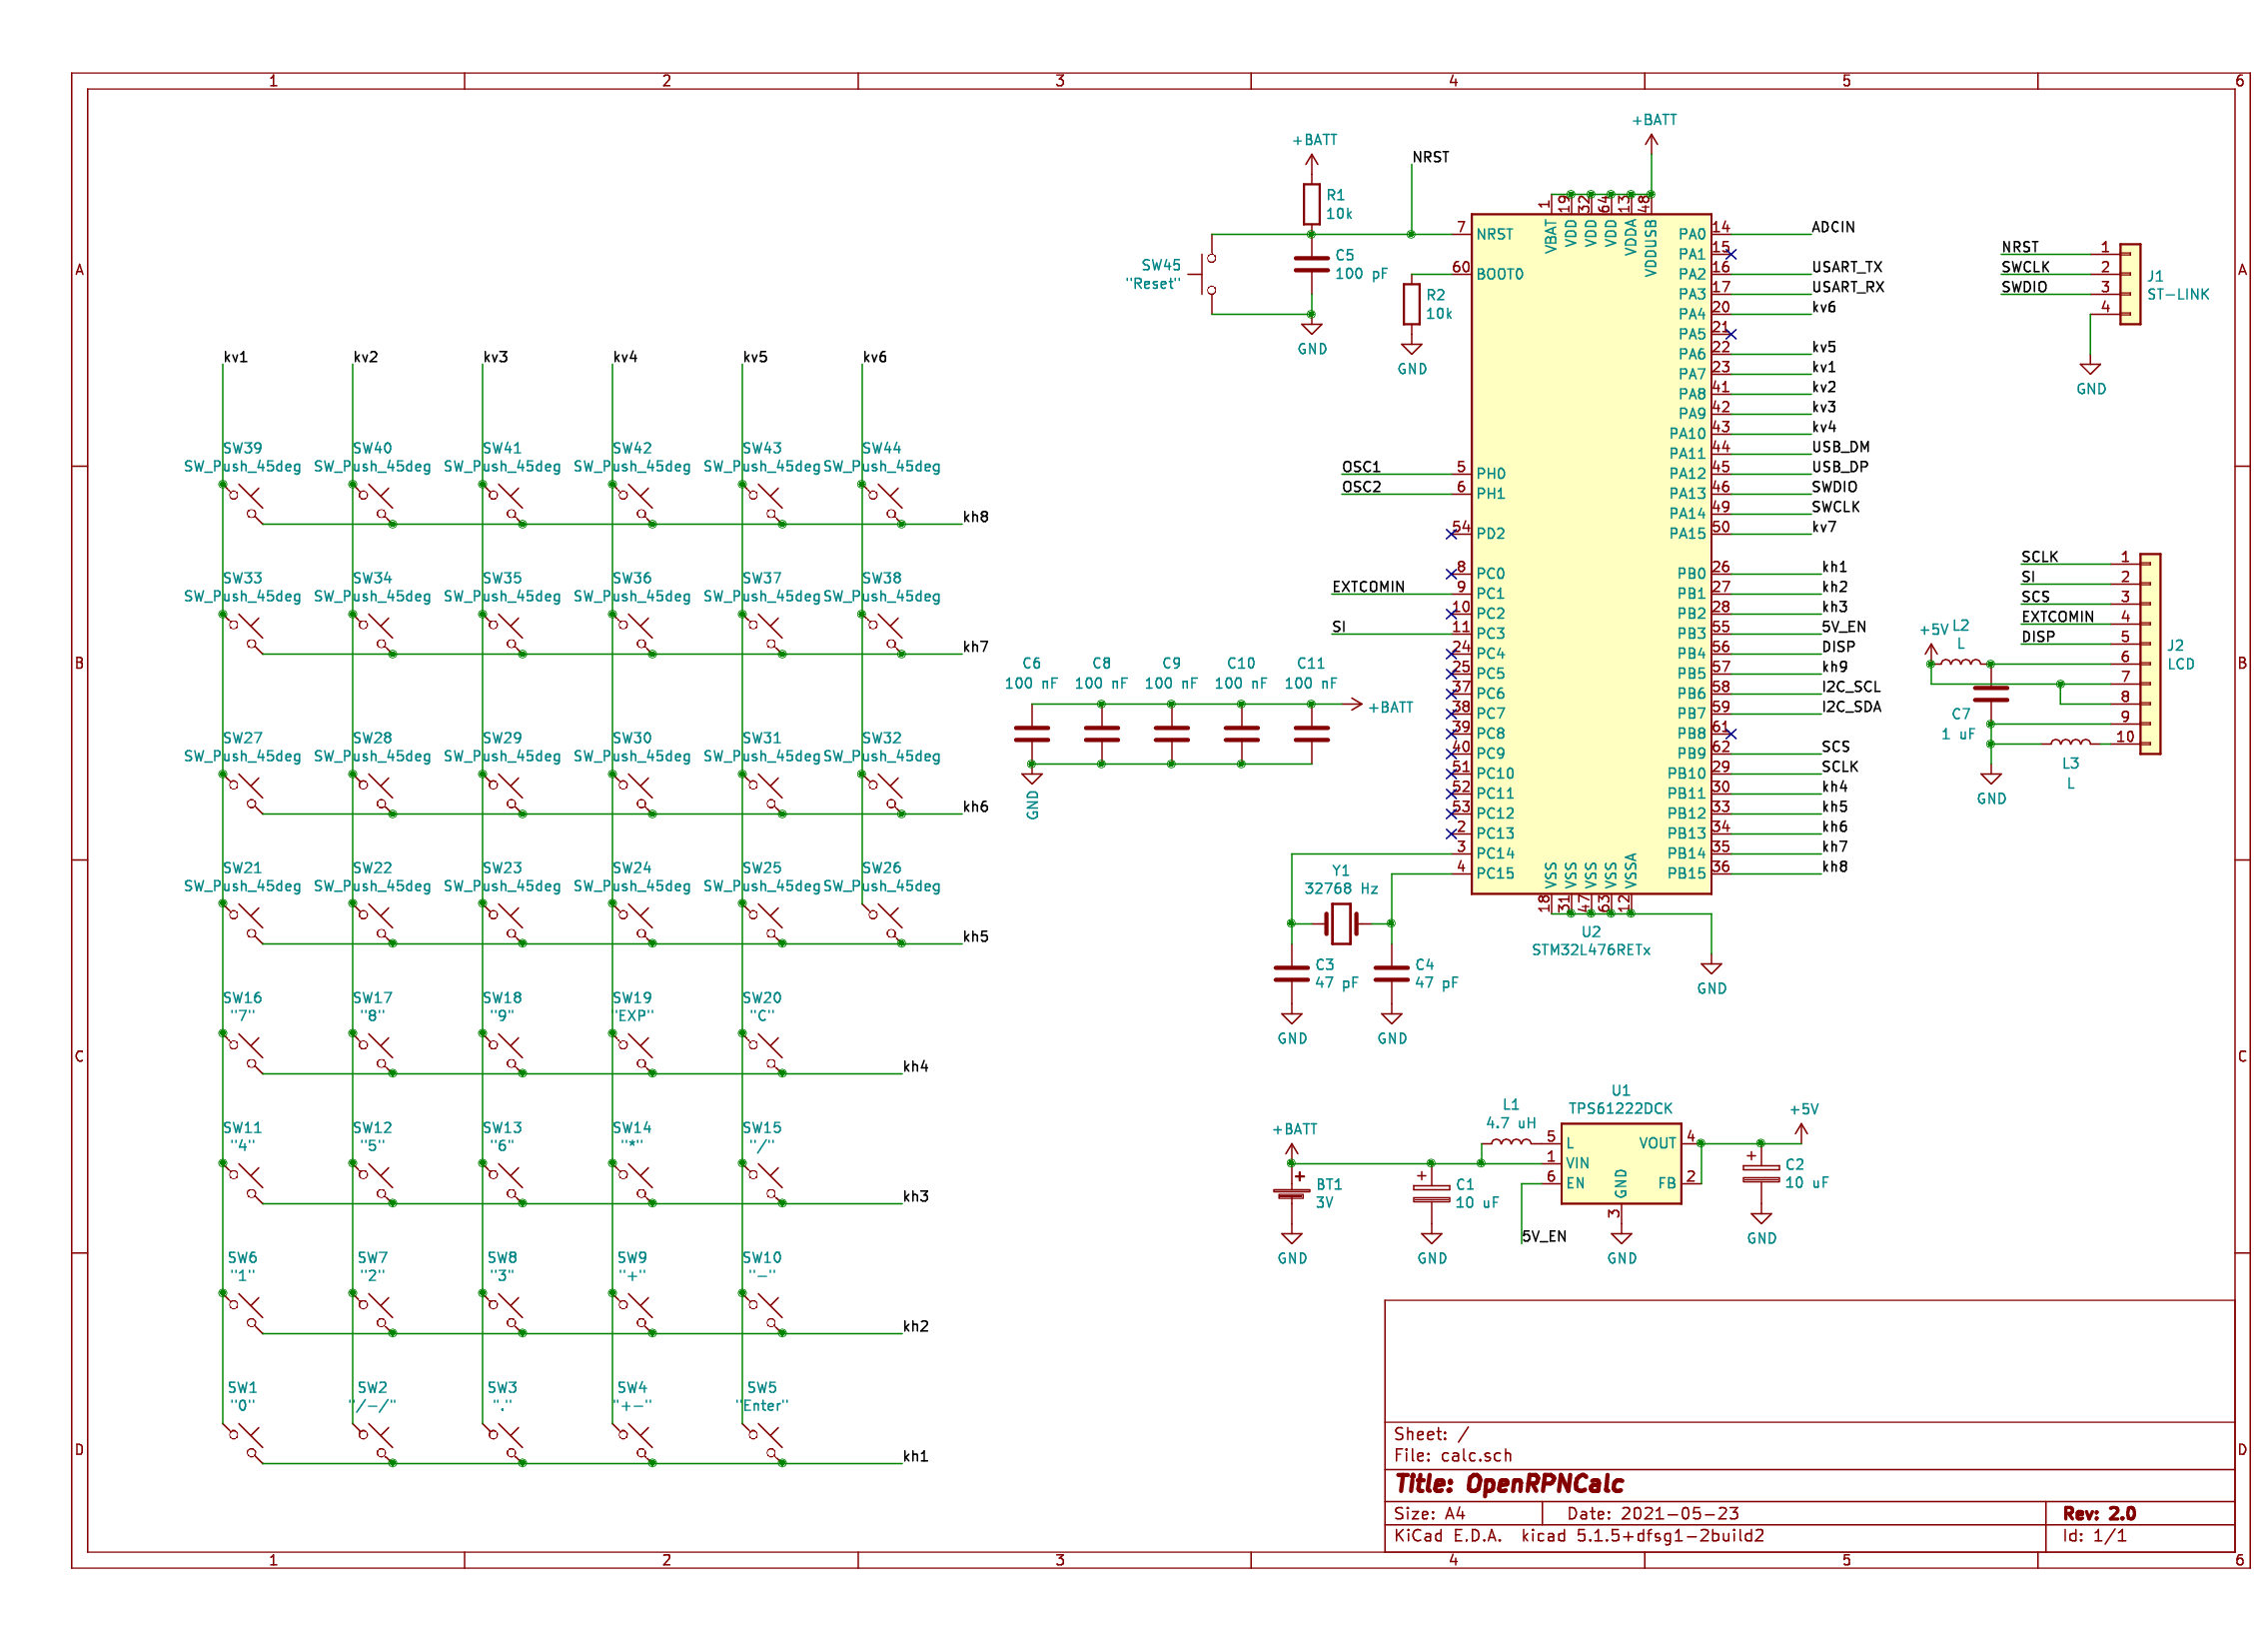 1 2 3 4 5 6
A
B
C
D
A
B
C
D
1 2 3 4 5 6
kv1 kv2 kv3 kv4 kv5 kv6
SW39 SW40 SW41 SW42 SW43 SW44
SW_Push_45deg SW_Push_45deg SW_Push_45deg SW_Push_45deg SW_Push_45deg SW_Push_45deg
kh8
SW33 SW34 SW35 SW36 SW37 SW38
SW_Push_45deg SW_Push_45deg SW_Push_45deg SW_Push_45deg SW_Push_45deg SW_Push_45deg
kh7
SW27 SW28 SW29 SW30 SW31 SW32
SW_Push_45deg SW_Push_45deg SW_Push_45deg SW_Push_45deg SW_Push_45deg SW_Push_45deg
kh6
SW21 SW22 SW23 SW24 SW25 SW26
SW_Push_45deg SW_Push_45deg SW_Push_45deg SW_Push_45deg SW_Push_45deg SW_Push_45deg
kh5
SW16 SW17 SW18 SW19 SW20
"7" "8" "9" "EXP" "C"
kh4
SW11 SW12 SW13 SW14 SW15
"4" "5" "6" "*" "/"
kh3
SW6 SW7 SW8 SW9 SW10
"1" "2" "3" "+" "-"
kh2
SW1 SW2 SW3 SW4 SW5
"0" "/-/" "." "+-" "Enter"
kh1
+BATT
R1
10k
NRST
SW45
"Reset"
C5
100 pF
GND
R2
10k
GND
+BATT
1 19 32 64 13 48
VBAT VDD VDD VDD VDDA VDDUSB
7 NRST
60 BOOT0
OSC1 5 PH0
OSC2 6 PH1
54 PD2
8 PC0
EXTCOMIN 9 PC1
10 PC2
SI 11 PC3
24 PC4
25 PC5
37 PC6
38 PC7
39 PC8
40 PC9
51 PC10
52 PC11
53 PC12
2 PC13
3 PC14
4 PC15
PA0 14 ADCIN
PA1 15
PA2 16 USART_TX
PA3 17 USART_RX
PA4 20 kv6
PA5 21
PA6 22 kv5
PA7 23 kv1
PA8 41 kv2
PA9 42 kv3
PA10 43 kv4
PA11 44 USB_DM
PA12 45 USB_DP
PA13 46 SWDIO
PA14 49 SWCLK
PA15 50 kv7
PB0 26 kh1
PB1 27 kh2
PB2 28 kh3
PB3 55 5V_EN
PB4 56 DISP
PB5 57 kh9
PB6 58 I2C_SCL
PB7 59 I2C_SDA
PB8 61
PB9 62 SCS
PB10 29 SCLK
PB11 30 kh4
PB12 33 kh5
PB13 34 kh6
PB14 35 kh7
PB15 36 kh8
VSS VSS VSS VSS VSSA
18 31 47 63 12
U2
STM32L476RETx
GND
C6 C8 C9 C10 C11
100 nF 100 nF 100 nF 100 nF 100 nF
+BATT
GND
Y1
32768 Hz
C3
47 pF
C4
47 pF
GND GND
NRST 1
SWCLK 2
SWDIO 3
4
J1
ST-LINK
GND
SCLK 1
SI 2
SCS 3
EXTCOMIN 4
DISP 5
6
7
8
9
10
J2
LCD
+5V
L2
L
C7
1 uF
L3
L
GND
+BATT
BT1
3V
GND
C1
10 uF
GND
L1
4.7 uH
5V_EN
U1
TPS61222DCK
5 L
1 VIN
6 EN
VOUT 4
FB 2
GND
3
GND
+5V
C2
10 uF
GND
Sheet: /
File: calc.sch
Title: OpenRPNCalc
Size: A4 Date: 2021-05-23 Rev: 2.0
KiCad E.D.A. kicad 5.1.5+dfsg1-2build2 Id: 1/1